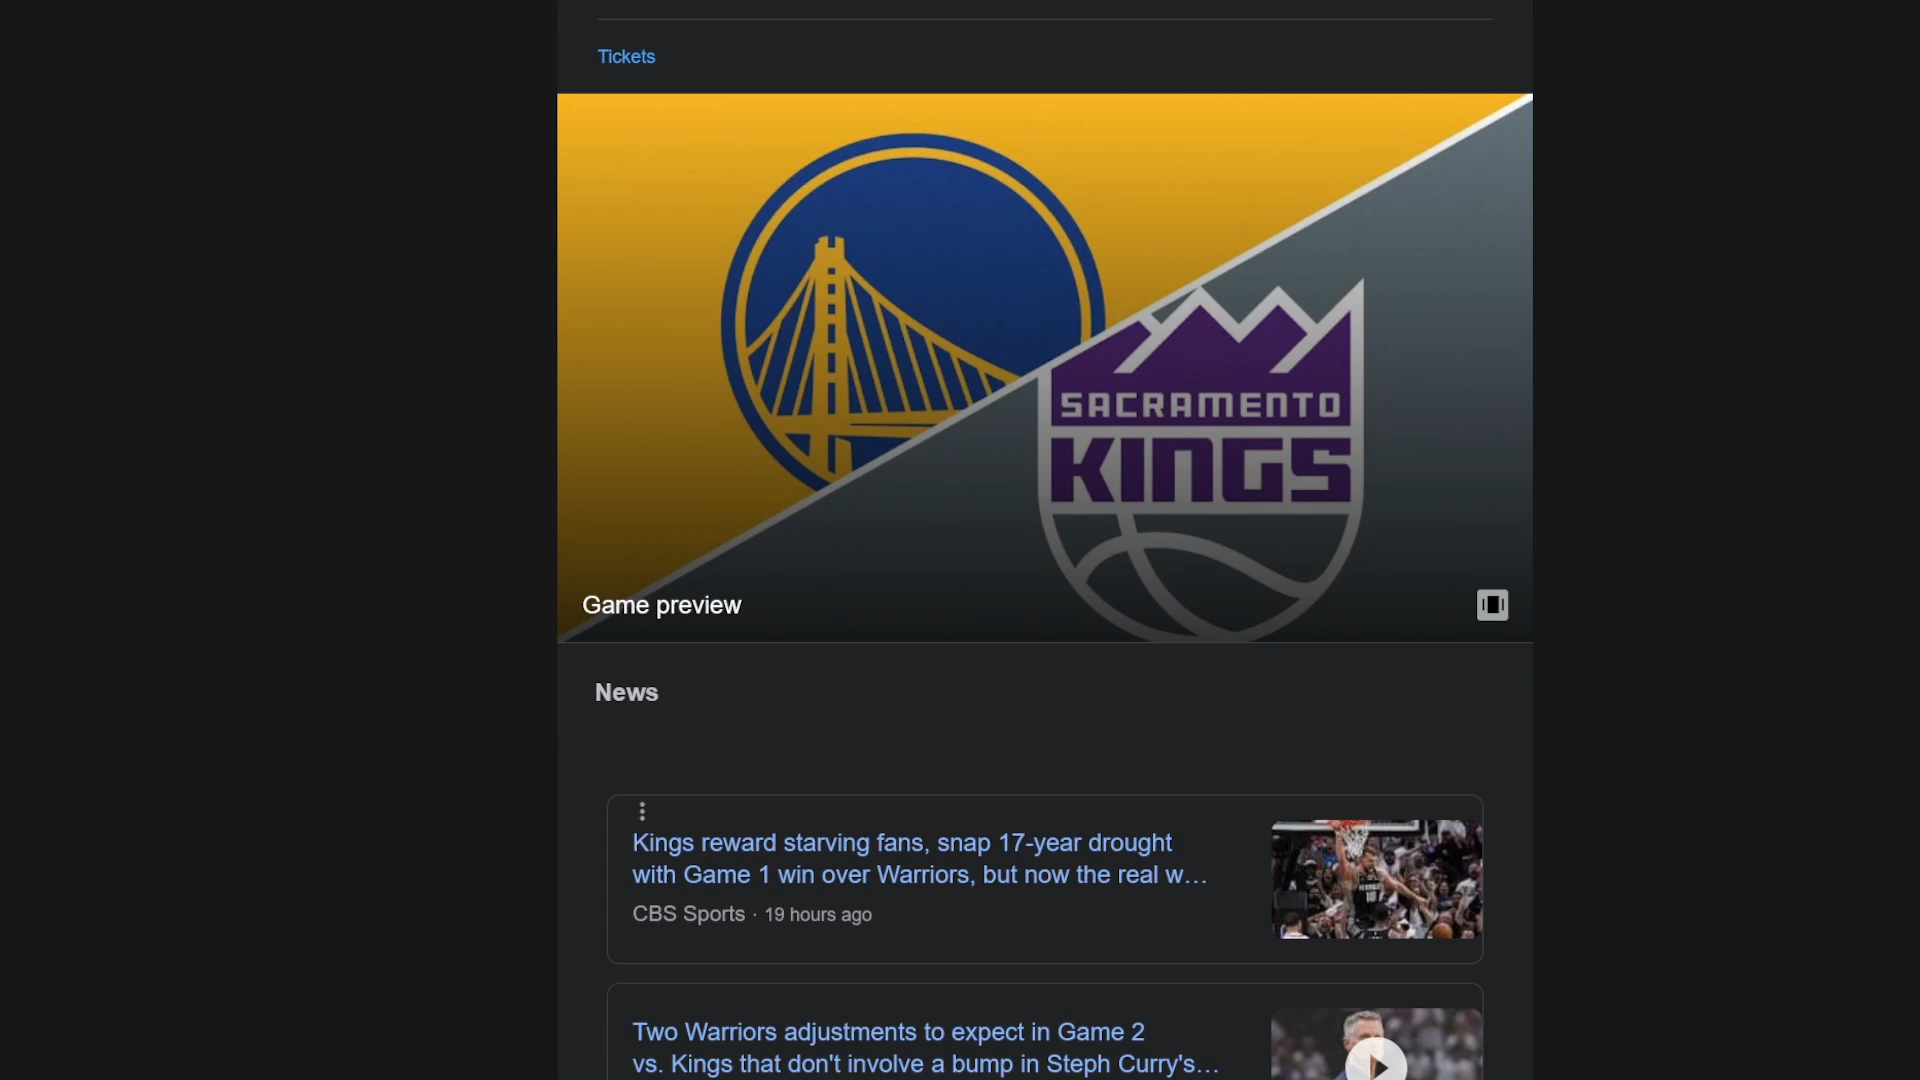 Tickets
SACRAMENTO
KINGS
Game preview
News
Kings reward starving fans, snap 17-year drought
with Game 1 win over Warriors, but now the real w...
CBS Sports · 19 hours ago
Two Warriors adjustments to expect in Game 2
vs. Kings that don't involve a bump in Steph Curry's...